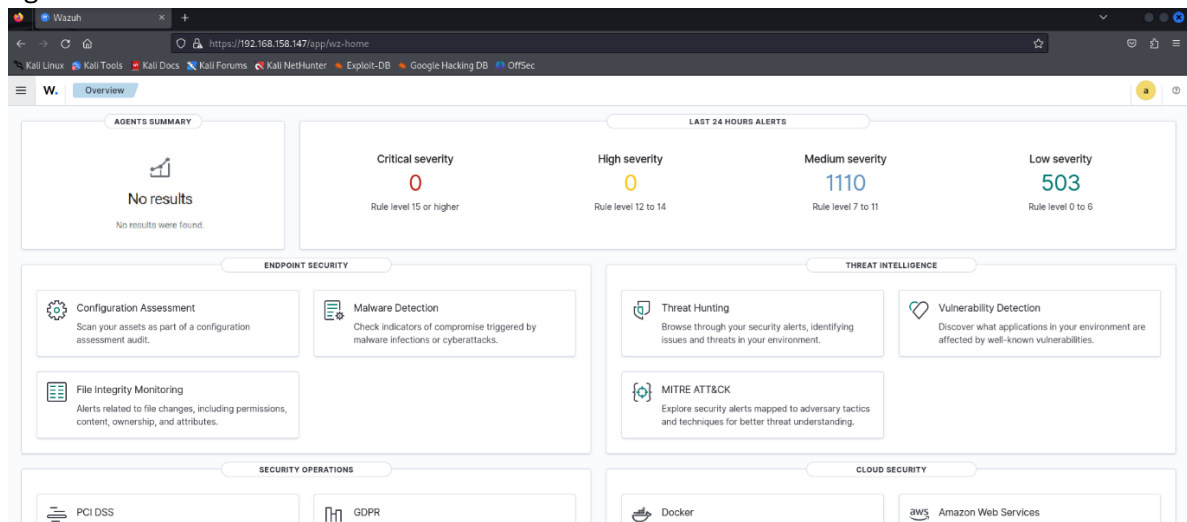 Wazuh
https://192.168.158.147/app/wz-home
Kali Linux Kali Tools Kali Docs Kali Forums Kali NetHunter Exploit-DB Google Hacking DB OffSec
W. Overview a
AGENTS SUMMARY
No results
No results were found.
LAST 24 HOURS ALERTS
Critical severity
0
Rule level 15 or higher
High severity
0
Rule level 12 to 14
Medium severity
1110
Rule level 7 to 11
Low severity
503
Rule level 0 to 6
ENDPOINT SECURITY
Configuration Assessment
Scan your assets as part of a configuration
assessment audit.
Malware Detection
Check indicators of compromise triggered by
malware infections or cyberattacks.
File Integrity Monitoring
Alerts related to file changes, including permissions,
content, ownership, and attributes.
THREAT INTELLIGENCE
Threat Hunting
Browse through your security alerts, identifying
issues and threats in your environment.
Vulnerability Detection
Discover what applications in your environment are
affected by well-known vulnerabilities.
MITRE ATT&CK
Explore security alerts mapped to adversary tactics
and techniques for better threat understanding.
SECURITY OPERATIONS
PCI DSS
GDPR
CLOUD SECURITY
Docker
aws Amazon Web Services